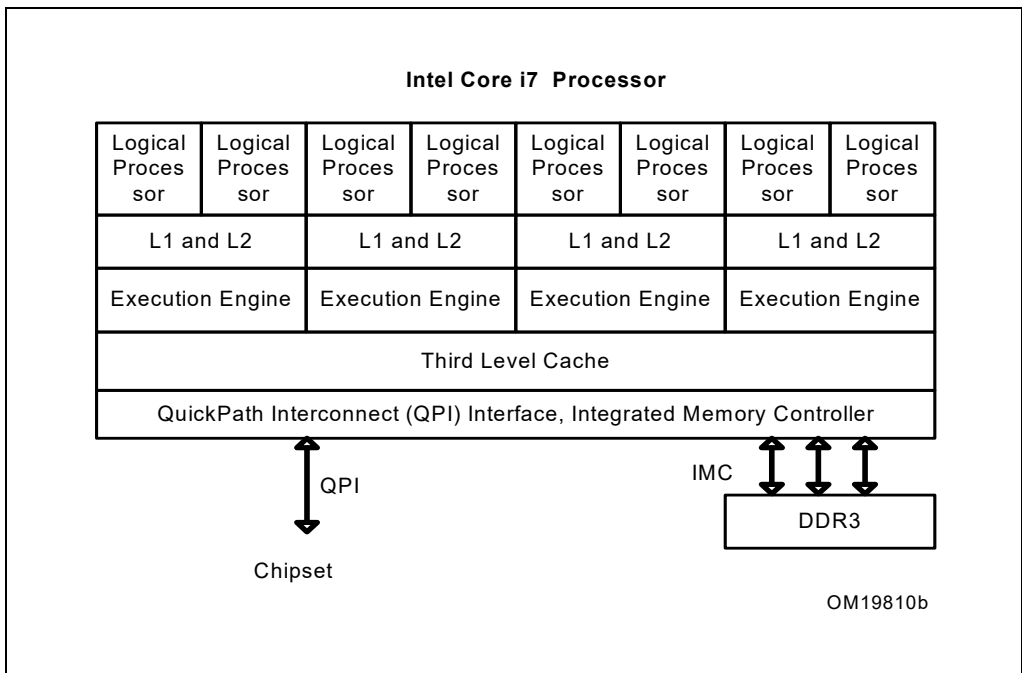 Intel Core i7 Processor
Logical Logical Logical Logical Logical Logical Logical Logical
Proces Proces Proces Proces Proces Proces Proces Proces
sor sor sor sor sor sor sor sor
L1 and L2 L1 and L2 L1 and L2 L1 and L2
Execution Engine Execution Engine Execution Engine Execution Engine
Third Level Cache
QuickPath Interconnect (QPI) Interface, Integrated Memory Controller
QPI IMC
DDR3
Chipset
OM19810b